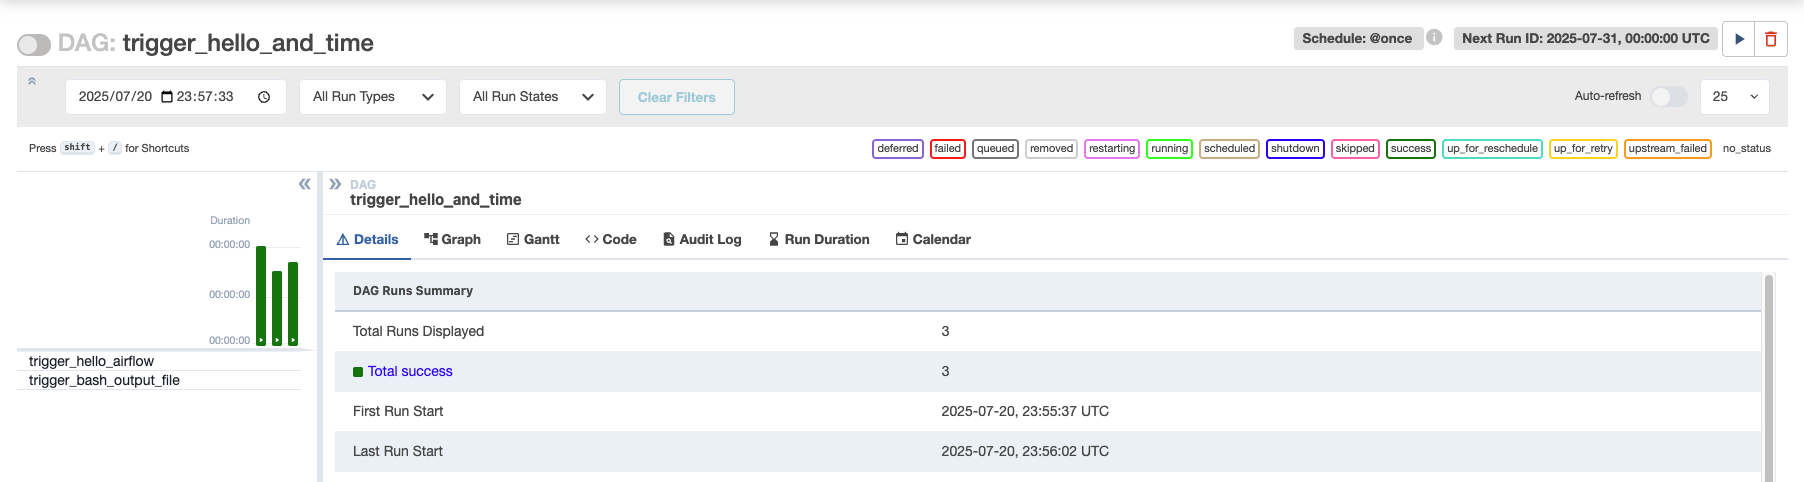 DAG: trigger_hello_and_time
Schedule: @once
Next Run ID: 2025-07-31, 00:00:00 UTC
2025/07/20 23:57:33
All Run Types
All Run States
Clear Filters
Auto-refresh
25
Press shift + / for Shortcuts
deferred failed queued removed restarting running scheduled shutdown skipped success up_for_reschedule up_for_retry upstream_failed no_status
Duration
00:00:00
00:00:00
00:00:00
trigger_hello_airflow
trigger_bash_output_file
DAG
trigger_hello_and_time
Details Graph Gantt Code Audit Log Run Duration Calendar
DAG Runs Summary
Total Runs Displayed 3
Total success 3
First Run Start 2025-07-20, 23:55:37 UTC
Last Run Start 2025-07-20, 23:56:02 UTC